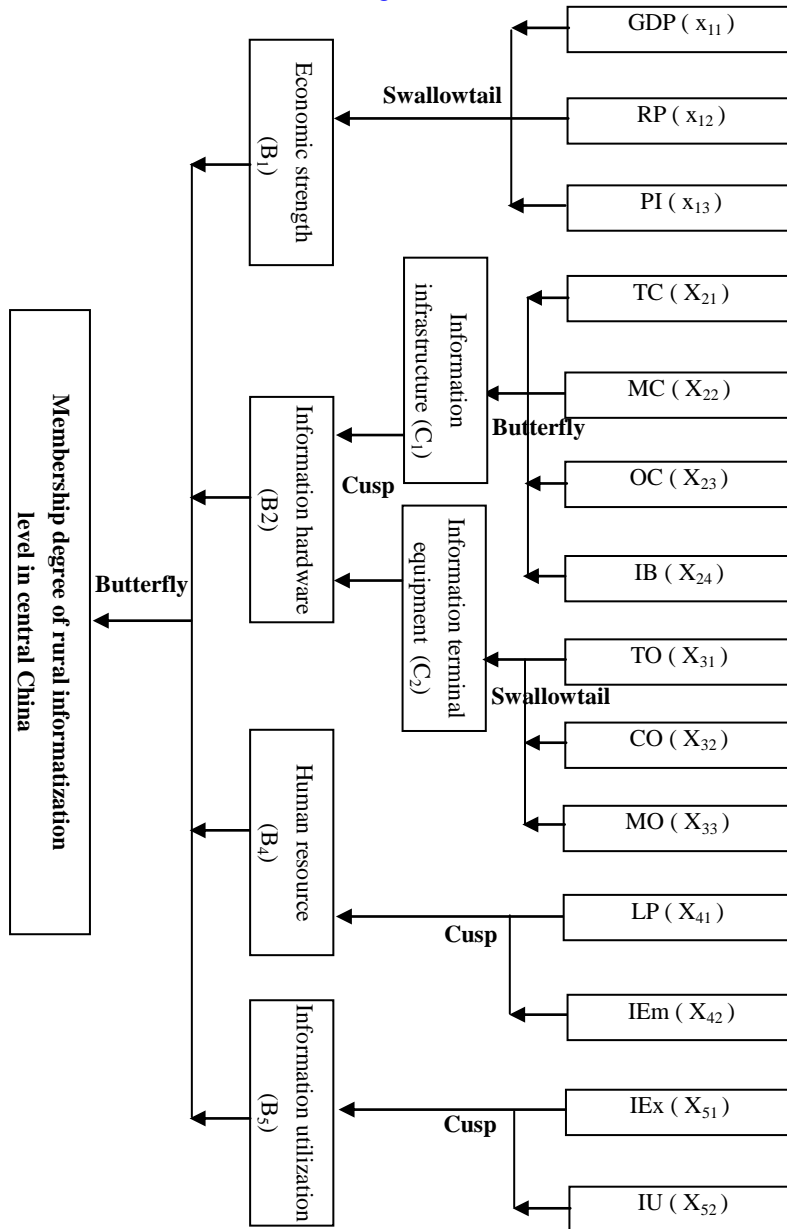 GDP ( x₁₁ )
RP ( x₁₂ )
PI ( x₁₃ )
Swallowtail
Economic strength
(B₁)
TC ( X₂₁ )
MC ( X₂₂ )
OC ( X₂₃ )
IB ( X₂₄ )
Butterfly
Information
infrastructure (C₁)
Cusp
Information hardware
(B2)
Information terminal
equipment (C₂)
TO ( X₃₁ )
CO ( X₃₂ )
MO ( X₃₃ )
Swallowtail
Butterfly
Membership degree of rural informatization
level in central China
Human resource
(B₄)
LP ( X₄₁ )
IEm ( X₄₂ )
Cusp
Information utilization
(B₅)
IEx ( X₅₁ )
IU ( X₅₂ )
Cusp